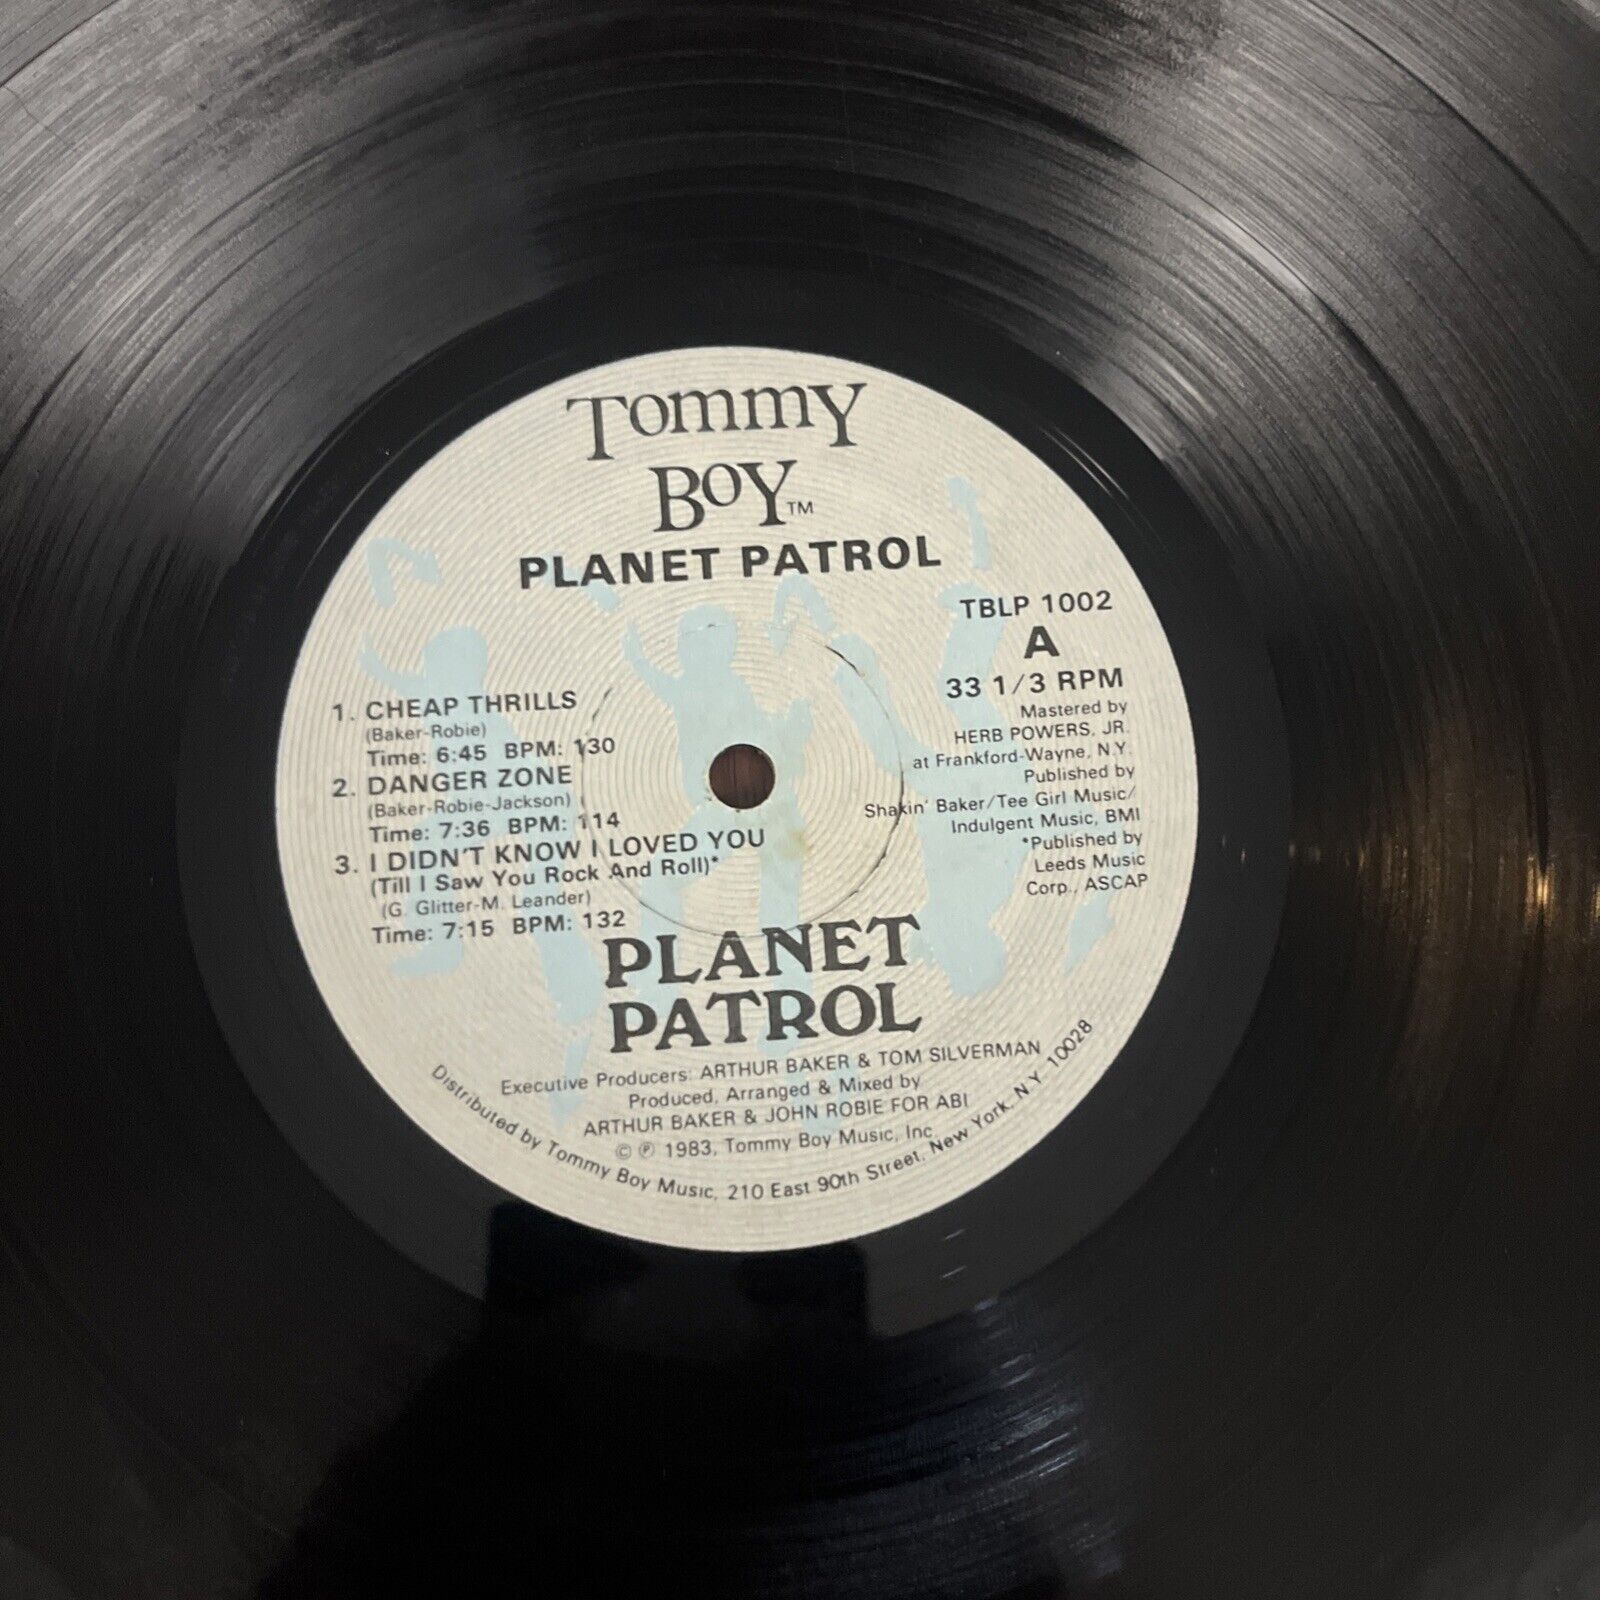 Tommy
Boy™
PLANET PATROL
TBLP 1002
A
33 1/3 RPM
Mastered by
HERB POWERS, JR.
at Frankford-Wayne, N.Y.
Published by
Shakin' Baker/Tee Girl Music/
Indulgent Music, BMI
*Published by
Leeds Music
Corp., ASCAP
1. CHEAP THRILLS
(Baker-Robie)
Time: 6:45 BPM: 130
2. DANGER ZONE
(Baker-Robie-Jackson)
Time: 7:36 BPM: 114
3. I DIDN'T KNOW I LOVED YOU
(Till I Saw You Rock And Roll)*
(G. Glitter-M. Leander)
Time: 7:15 BPM: 132
PLANET
PATROL
Executive Producers: ARTHUR BAKER & TOM SILVERMAN
Produced, Arranged & Mixed by
ARTHUR BAKER & JOHN ROBIE FOR ABI
© ℗ 1983, Tommy Boy Music, Inc.
Distributed by Tommy Boy Music, 210 East 90th Street, New York, N.Y. 10028